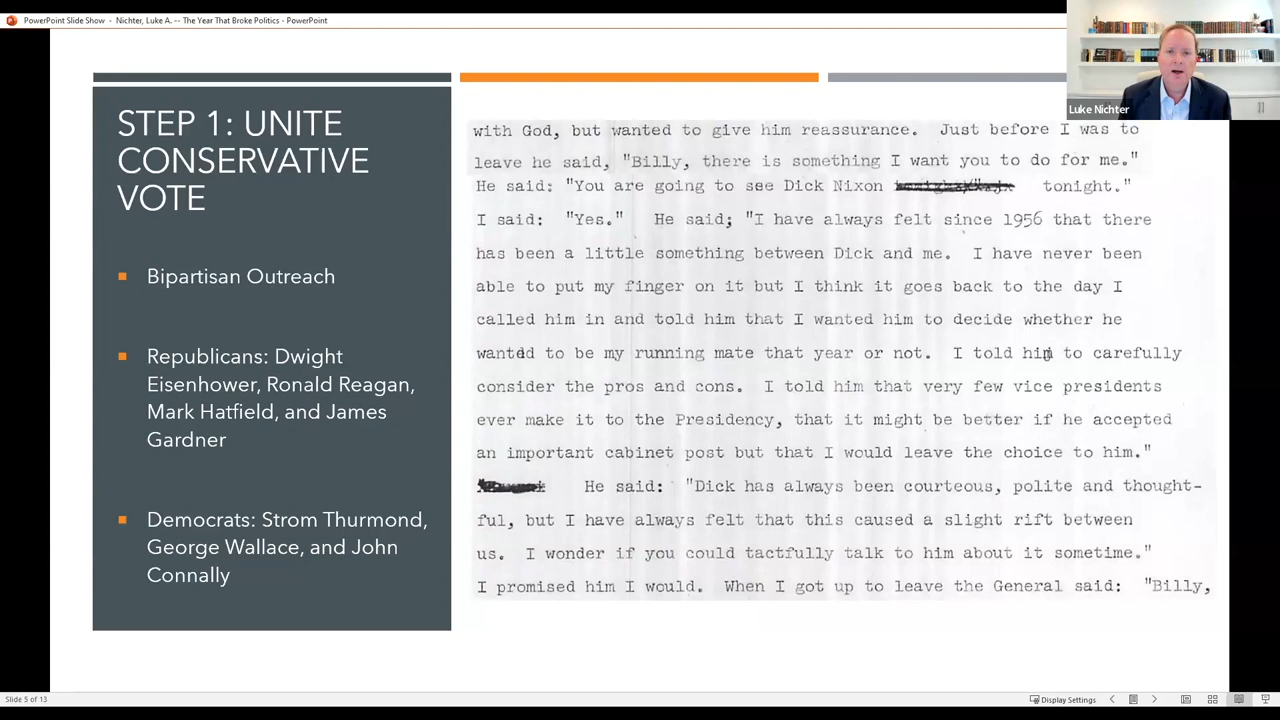 PowerPoint Slide Show - Nichter, Luke A. -- The Year That Broke Politics - PowerPoint
Luke Nichter
STEP 1: UNITE
CONSERVATIVE
VOTE
Bipartisan Outreach
Republicans: Dwight
Eisenhower, Ronald Reagan,
Mark Hatfield, and James
Gardner
Democrats: Strom Thurmond,
George Wallace, and John
Connally
with God, but wanted to give him reassurance. Just before I was to
leave he said, "Billy, there is something I want you to do for me."
He said: "You are going to see Dick Nixon tonight."
I said: "Yes." He said; "I have always felt since 1956 that there
has been a little something between Dick and me. I have never been
able to put my finger on it but I think it goes back to the day I
called him in and told him that I wanted him to decide whether he
wanted to be my running mate that year or not. I told him to carefully
consider the pros and cons. I told him that very few vice presidents
ever make it to the Presidency, that it might be better if he accepted
an important cabinet post but that I would leave the choice to him."
He said: "Dick has always been courteous, polite and thought-
ful, but I have always felt that this caused a slight rift between
us. I wonder if you could tactfully talk to him about it sometime."
I promised him I would. When I got up to leave the General said: "Billy,
Slide 5 of 13
Display Settings